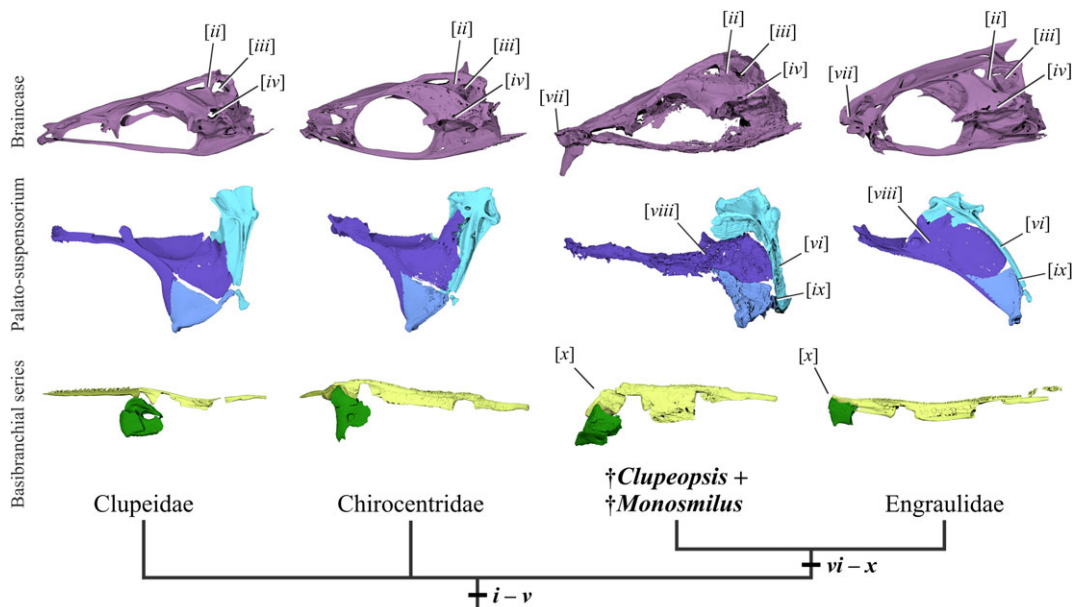 Braincase
[ii]
[iii]
[iv]
[ii]
[iii]
[iv]
[vii]
[ii]
[iii]
[iv]
[vii]
[ii]
[iii]
[iv]
Palato-suspensorium
[viii]
[vi]
[ix]
[viii]
[vi]
[ix]
Basibranchial series
[x]
[x]
Clupeidae
Chirocentridae
†Clupeopsis +
†Monosmilus
Engraulidae
vi – x
i – v